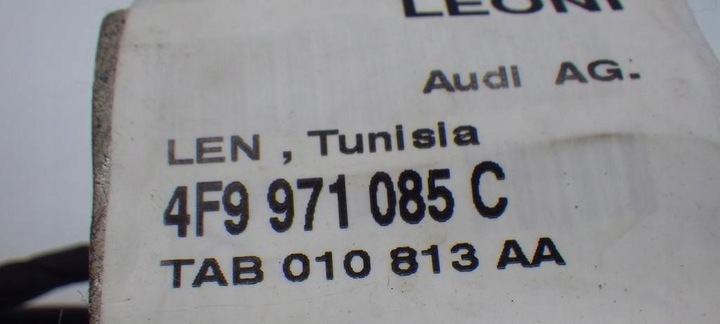 LEONI
Audi AG.
LEN , Tunisia
4F9 971 085 C
TAB 010 813 AA